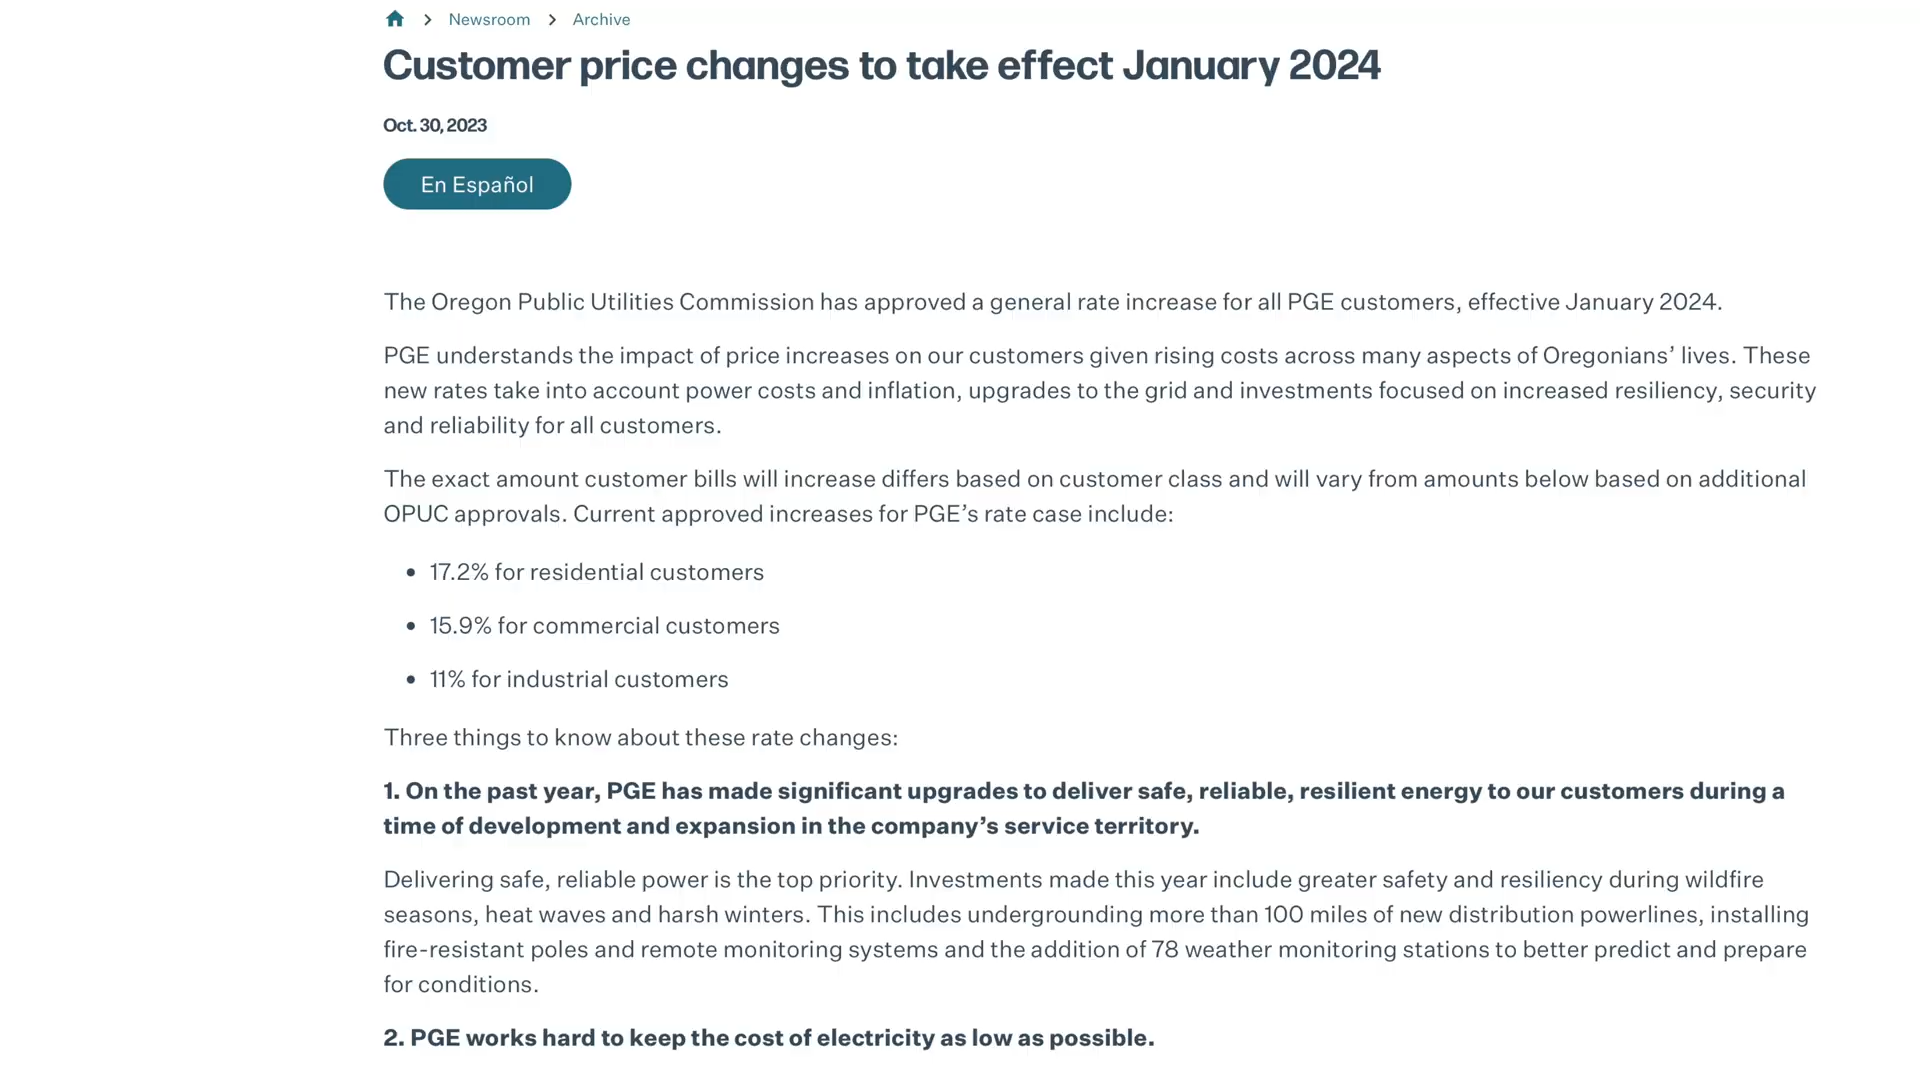 Newsroom Archive
Customer price changes to take effect January 2024
Oct. 30, 2023
En Español
The Oregon Public Utilities Commission has approved a general rate increase for all PGE customers, effective January 2024.
PGE understands the impact of price increases on our customers given rising costs across many aspects of Oregonians’ lives. These
new rates take into account power costs and inflation, upgrades to the grid and investments focused on increased resiliency, security
and reliability for all customers.
The exact amount customer bills will increase differs based on customer class and will vary from amounts below based on additional
OPUC approvals. Current approved increases for PGE’s rate case include:
• 17.2% for residential customers
• 15.9% for commercial customers
• 11% for industrial customers
Three things to know about these rate changes:
1. On the past year, PGE has made significant upgrades to deliver safe, reliable, resilient energy to our customers during a
time of development and expansion in the company’s service territory.
Delivering safe, reliable power is the top priority. Investments made this year include greater safety and resiliency during wildfire
seasons, heat waves and harsh winters. This includes undergrounding more than 100 miles of new distribution powerlines, installing
fire-resistant poles and remote monitoring systems and the addition of 78 weather monitoring stations to better predict and prepare
for conditions.
2. PGE works hard to keep the cost of electricity as low as possible.